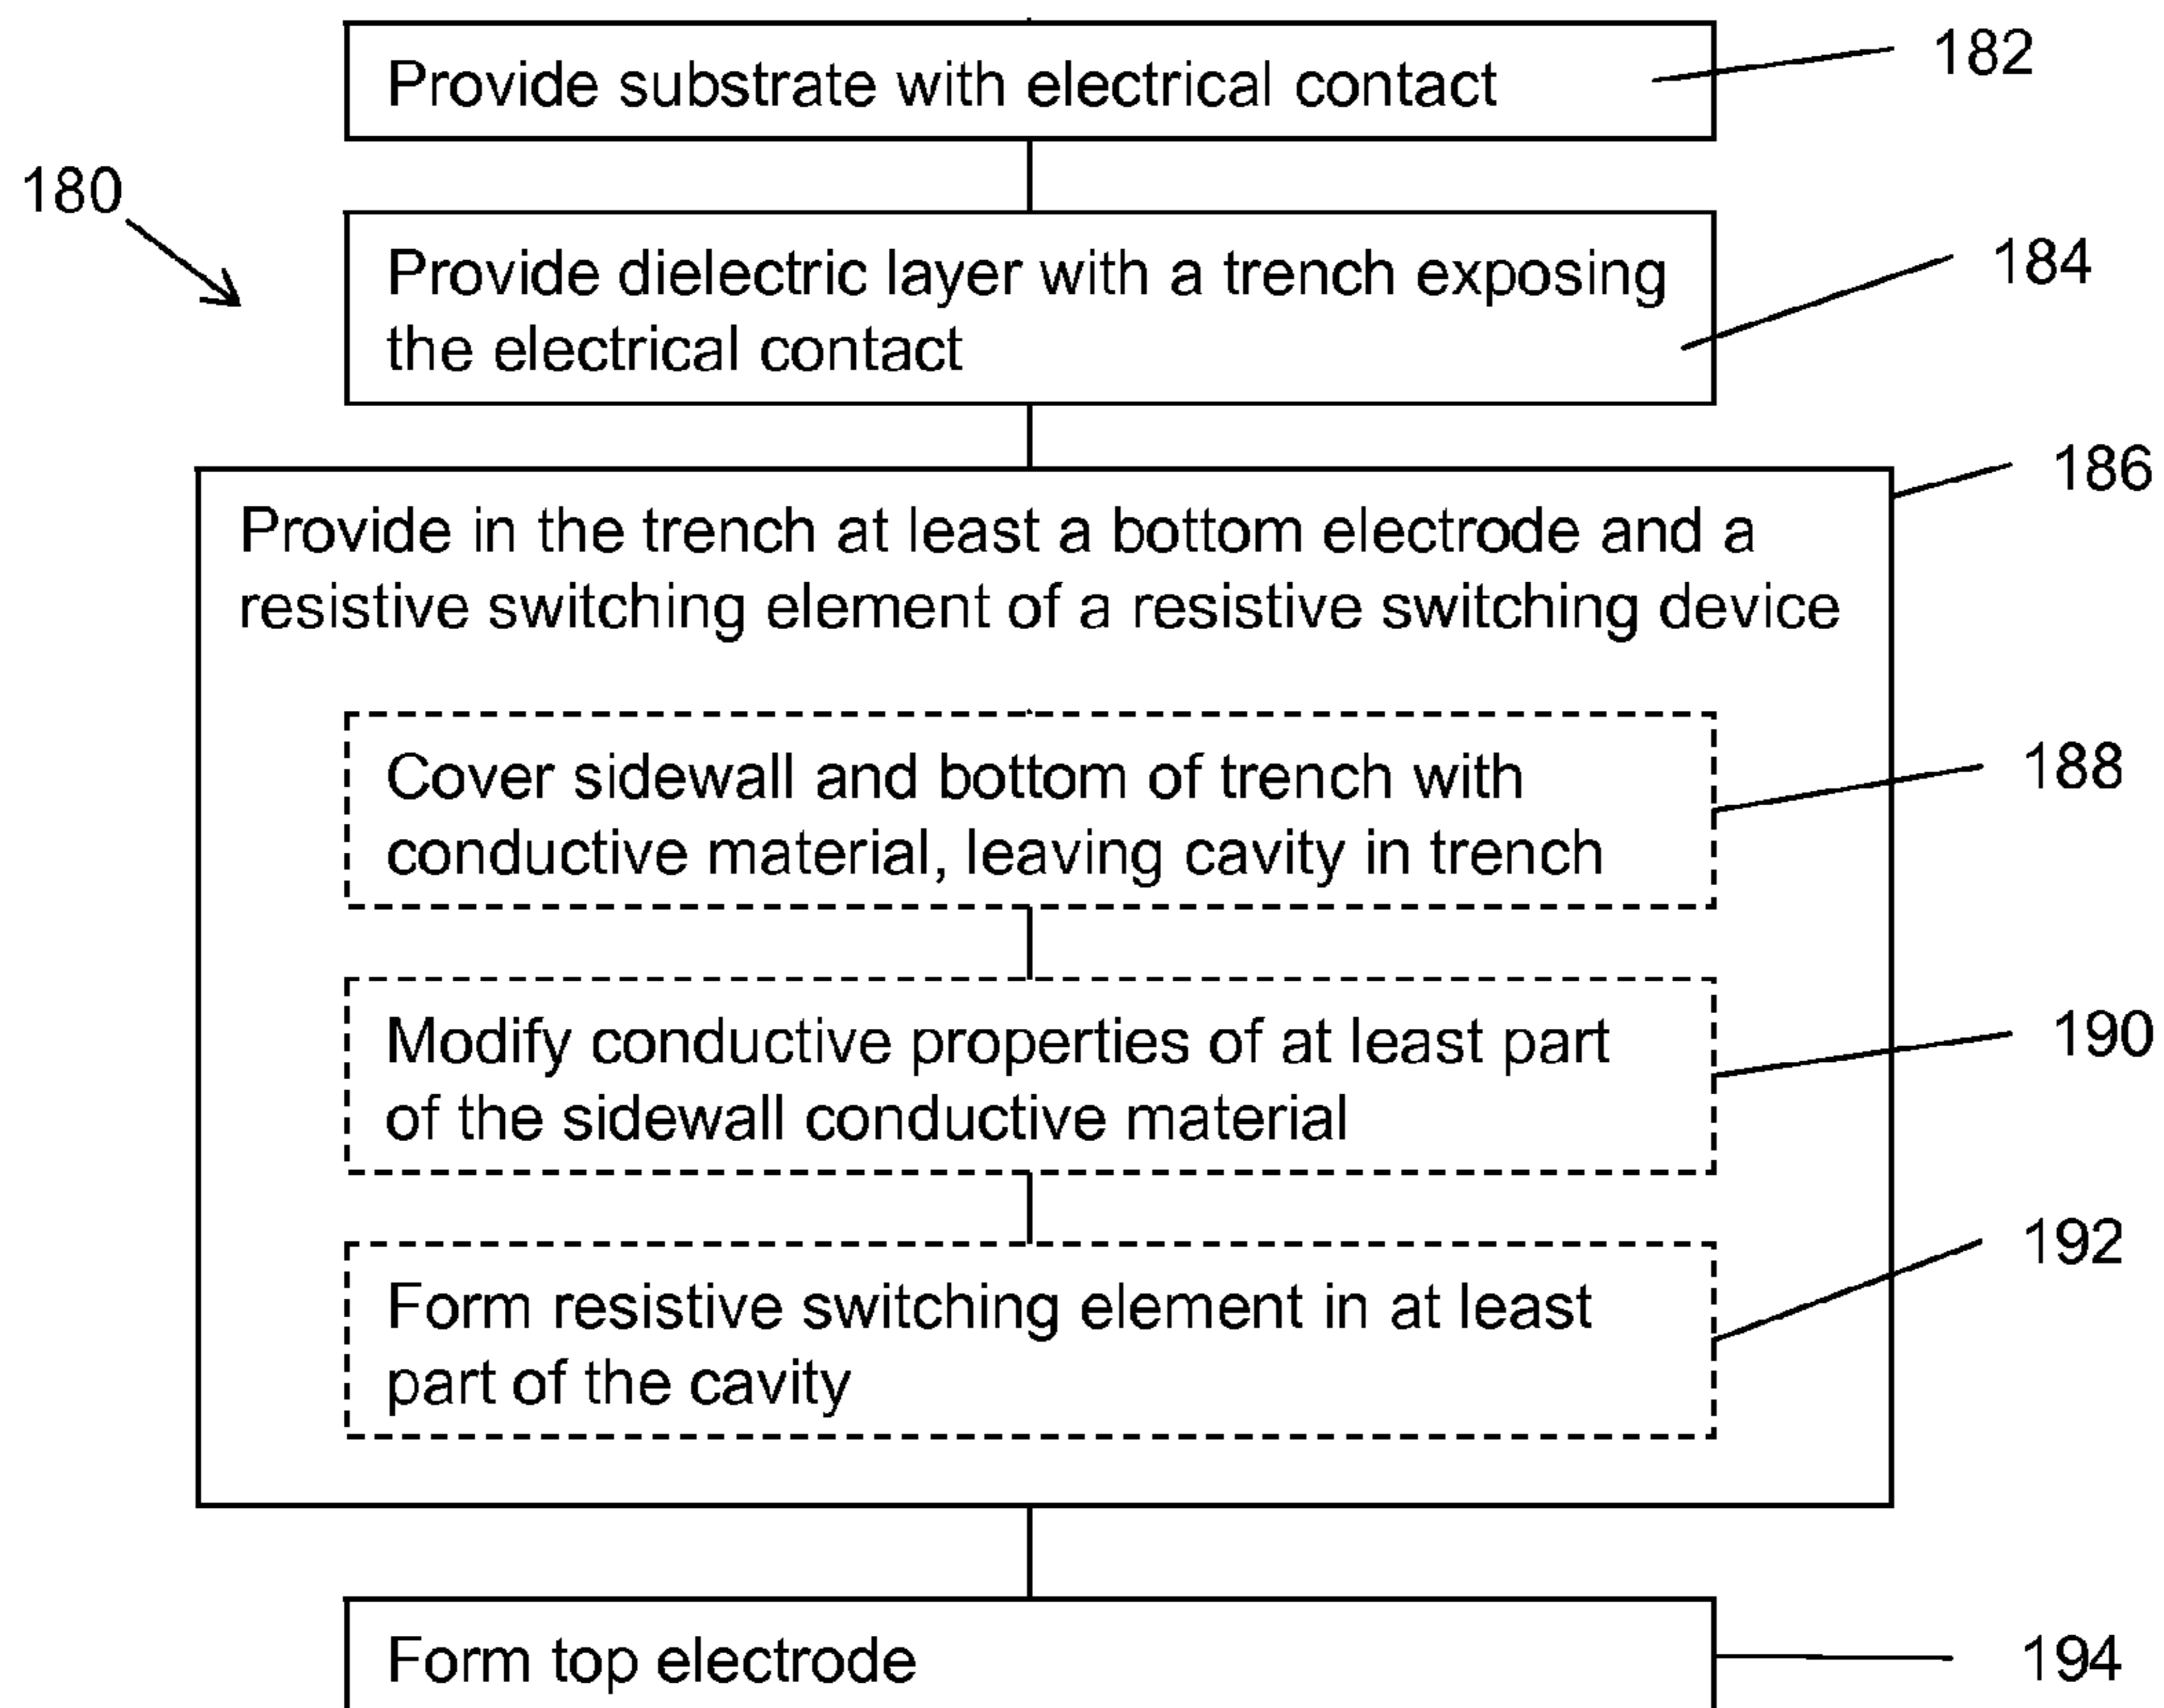 Provide substrate with electrical contact
182
180
Provide dielectric layer with a trench exposing
the electrical contact
184
186
Provide in the trench at least a bottom electrode and a
resistive switching element of a resistive switching device
Cover sidewall and bottom of trench with
conductive material, leaving cavity in trench
188
Modify conductive properties of at least part
of the sidewall conductive material
190
Form resistive switching element in at least
part of the cavity
192
Form top electrode
194